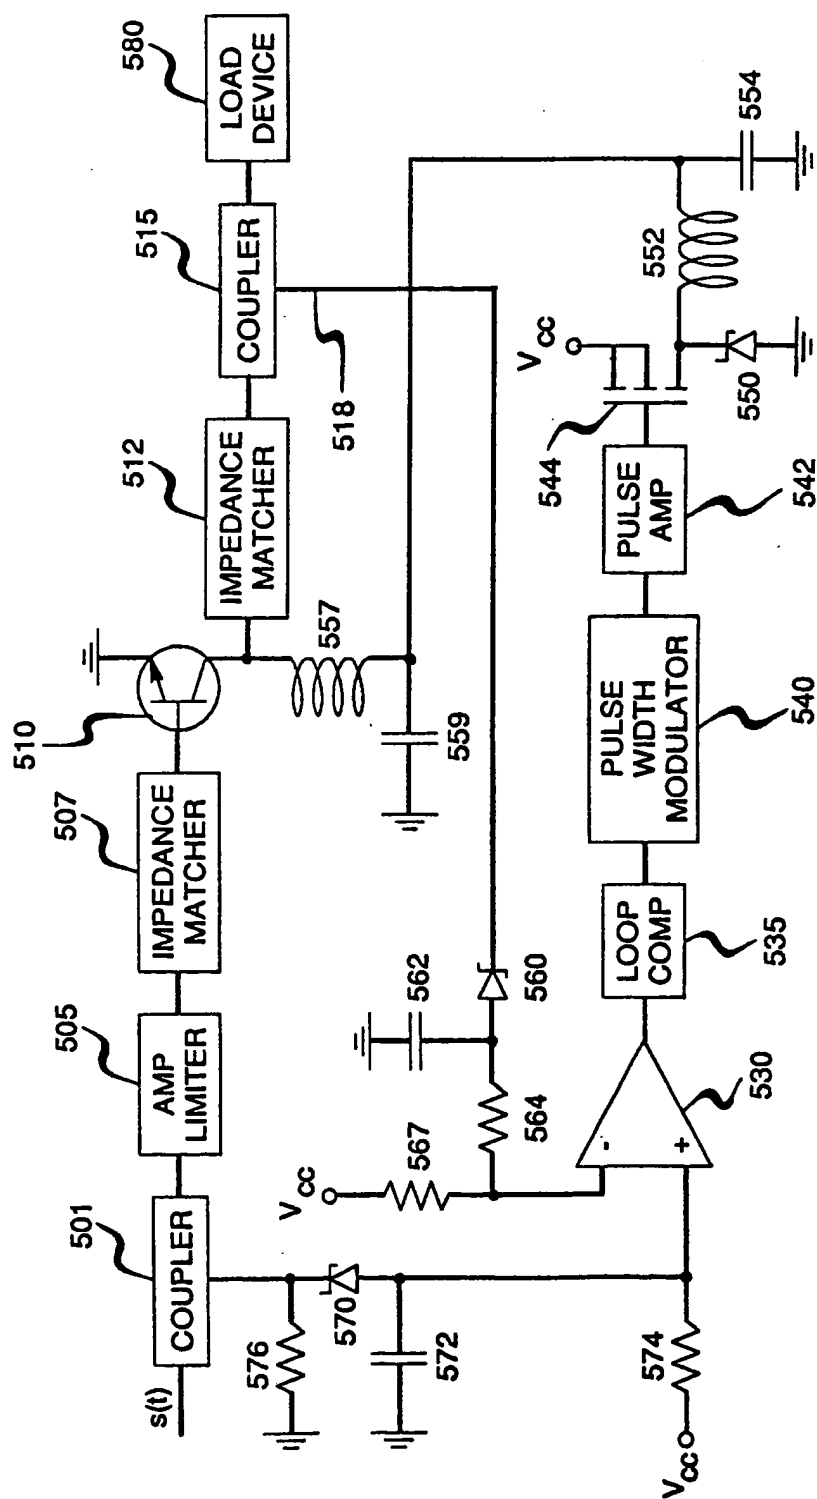 s(t)
COUPLER
501
AMP
LIMITER
505
IMPEDANCE
MATCHER
507
510
IMPEDANCE
MATCHER
512
COUPLER
515
518
LOAD
DEVICE
580
557
559
576
570
572
VCC
567
564
562
560
VCC
574
-
+
530
LOOP
COMP
535
PULSE
WIDTH
MODULATOR
540
PULSE
AMP
542
544
VCC
550
552
554